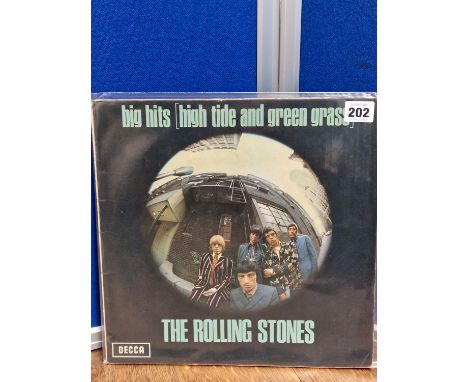 big hits [high tide and green grass]
202
THE ROLLING STONES
DECCA